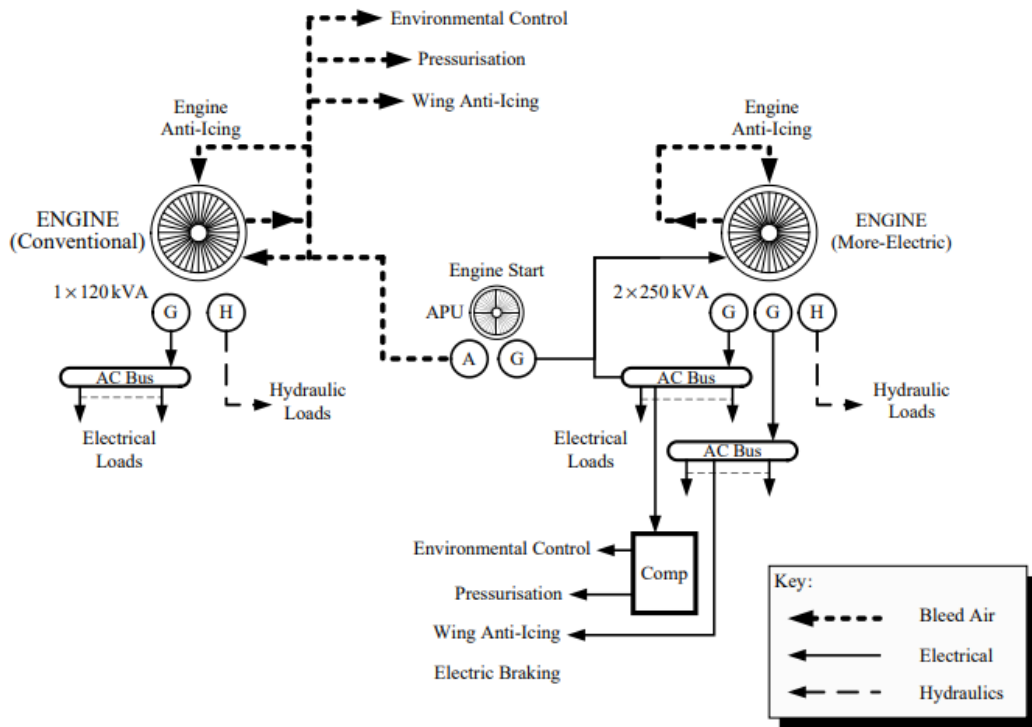 Environmental Control
Pressurisation
Wing Anti-Icing
Engine
Anti-Icing
Engine
Anti-Icing
ENGINE
(Conventional)
ENGINE
(More-Electric)
Engine Start
APU
1 × 120 kVA
2 × 250 kVA
G
H
A
G
G
G
H
AC Bus
AC Bus
Hydraulic
Loads
Hydraulic
Loads
Electrical
Loads
Electrical
Loads
AC Bus
Environmental Control
Comp
Pressurisation
Wing Anti-Icing
Electric Braking
Key:
Bleed Air
Electrical
Hydraulics